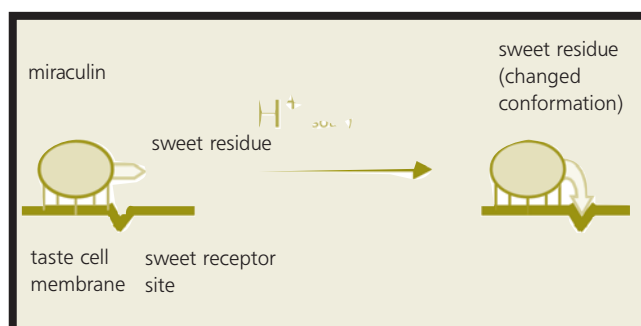 miraculin
sweet residue
(changed
conformation)
H+
sweet residue
taste cell
membrane
sweet receptor
site